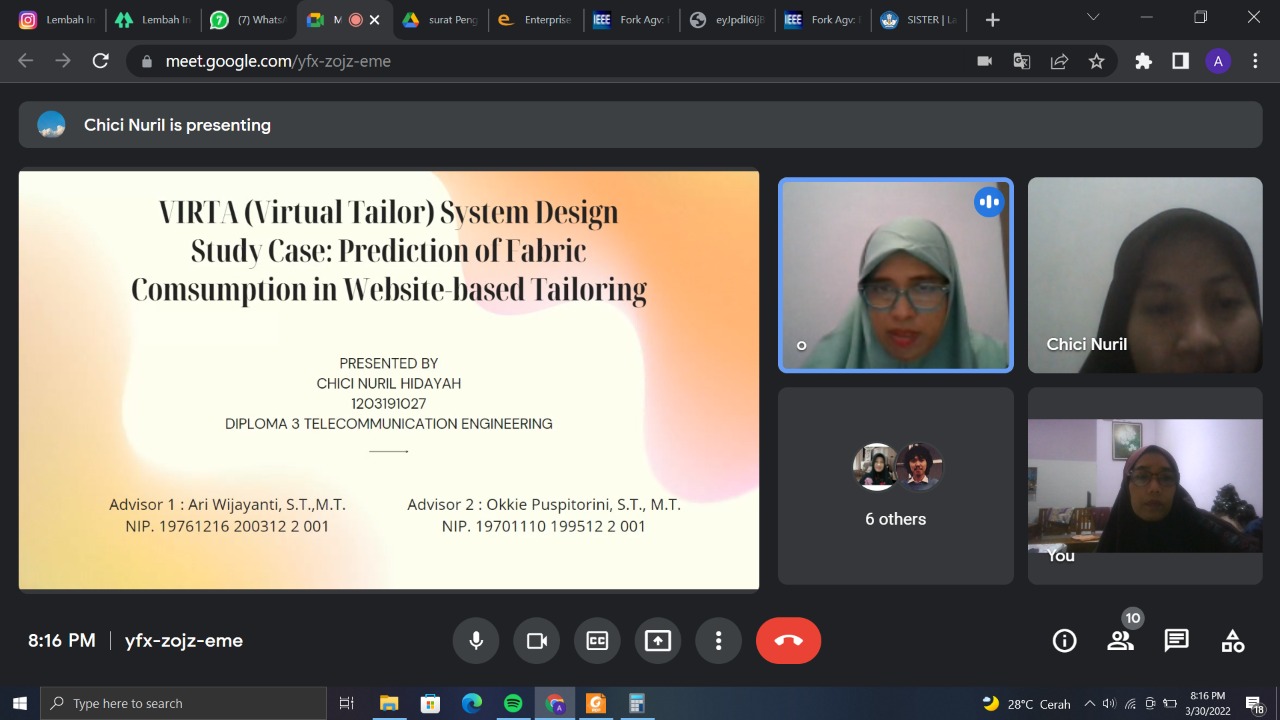 Lembah In
Lembah In
(7) Whats
M
surat Peng
Enterprise
IEEE
Fork Agv:
IEEE
Fork Agv:
SISTER | La
meet.google.com/yfx-zojz-eme
A
Chici Nuril is presenting
VIRTA (Virtual Tailor) System Design
Study Case: Prediction of Fabric
Comsumption in Website-based Tailoring
PRESENTED BY
CHICI NURIL HIDAYAH
1203191027
DIPLOMA 3 TELECOMMUNICATION ENGINEERING
Advisor 1 : Ari Wijayanti, S.T.,M.T.
NIP. 19761216 200312 2 001
Advisor 2 : Okkie Puspitorini, S.T., M.T.
NIP. 19701110 199512 2 001
o
Chici Nuril
6 others
You
8:16 PM | yfx-zojz-eme
CC
10
Type here to search
28°C Cerah
8:16 PM
3/30/2022
18